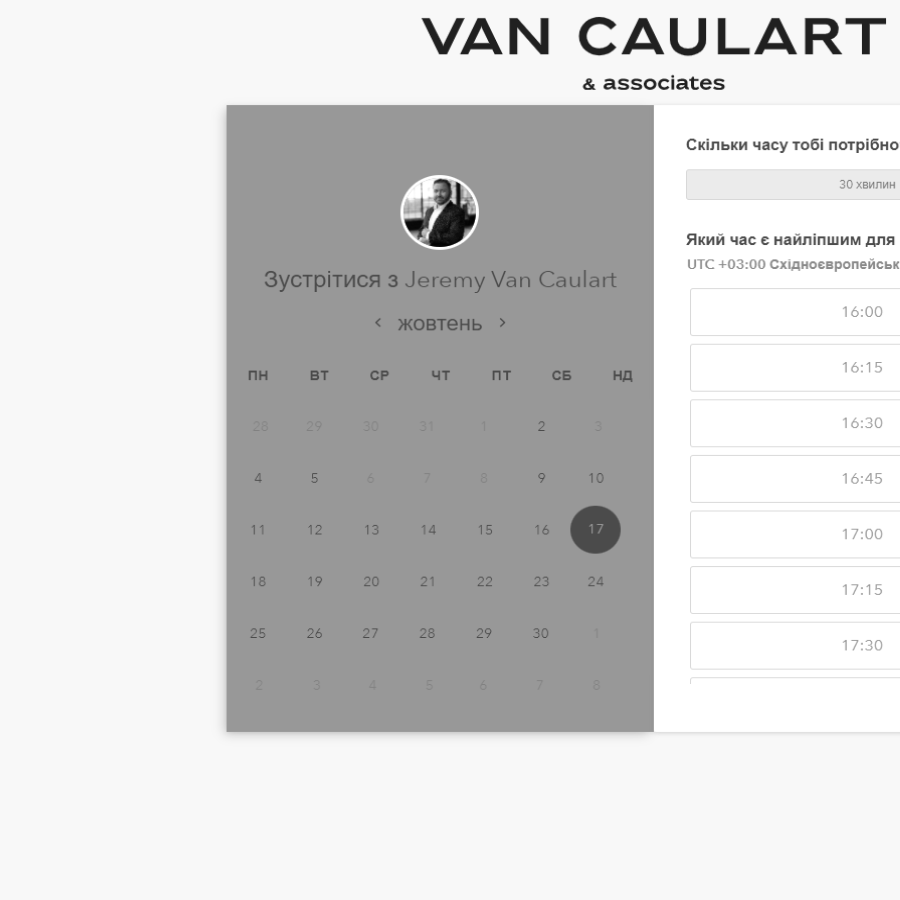 VAN CAULART
& associates
Зустрітися з Jeremy Van Caulart
жовтень
ПН ВТ СР ЧТ ПТ СБ НД
28 29 30 31 1 2 3
4 5 6 7 8 9 10
11 12 13 14 15 16 17
18 19 20 21 22 23 24
25 26 27 28 29 30 1
2 3 4 5 6 7 8
Скільки часу тобі потрібно
30 хвилин
Який час є найліпшим для
UTC +03:00 Східноєвропейськ
16:00
16:15
16:30
16:45
17:00
17:15
17:30